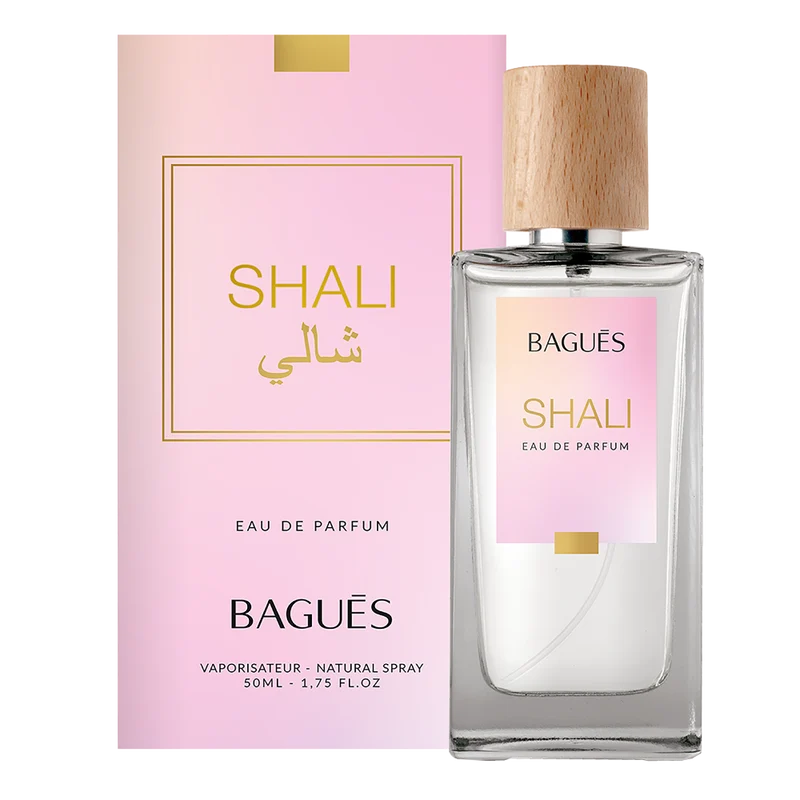 SHALI
شالي
EAU DE PARFUM
BAGUĒS
VAPORISATEUR - NATURAL SPRAY
50ML - 1,75 FL.OZ
BAGUĒS
SHALI
EAU DE PARFUM